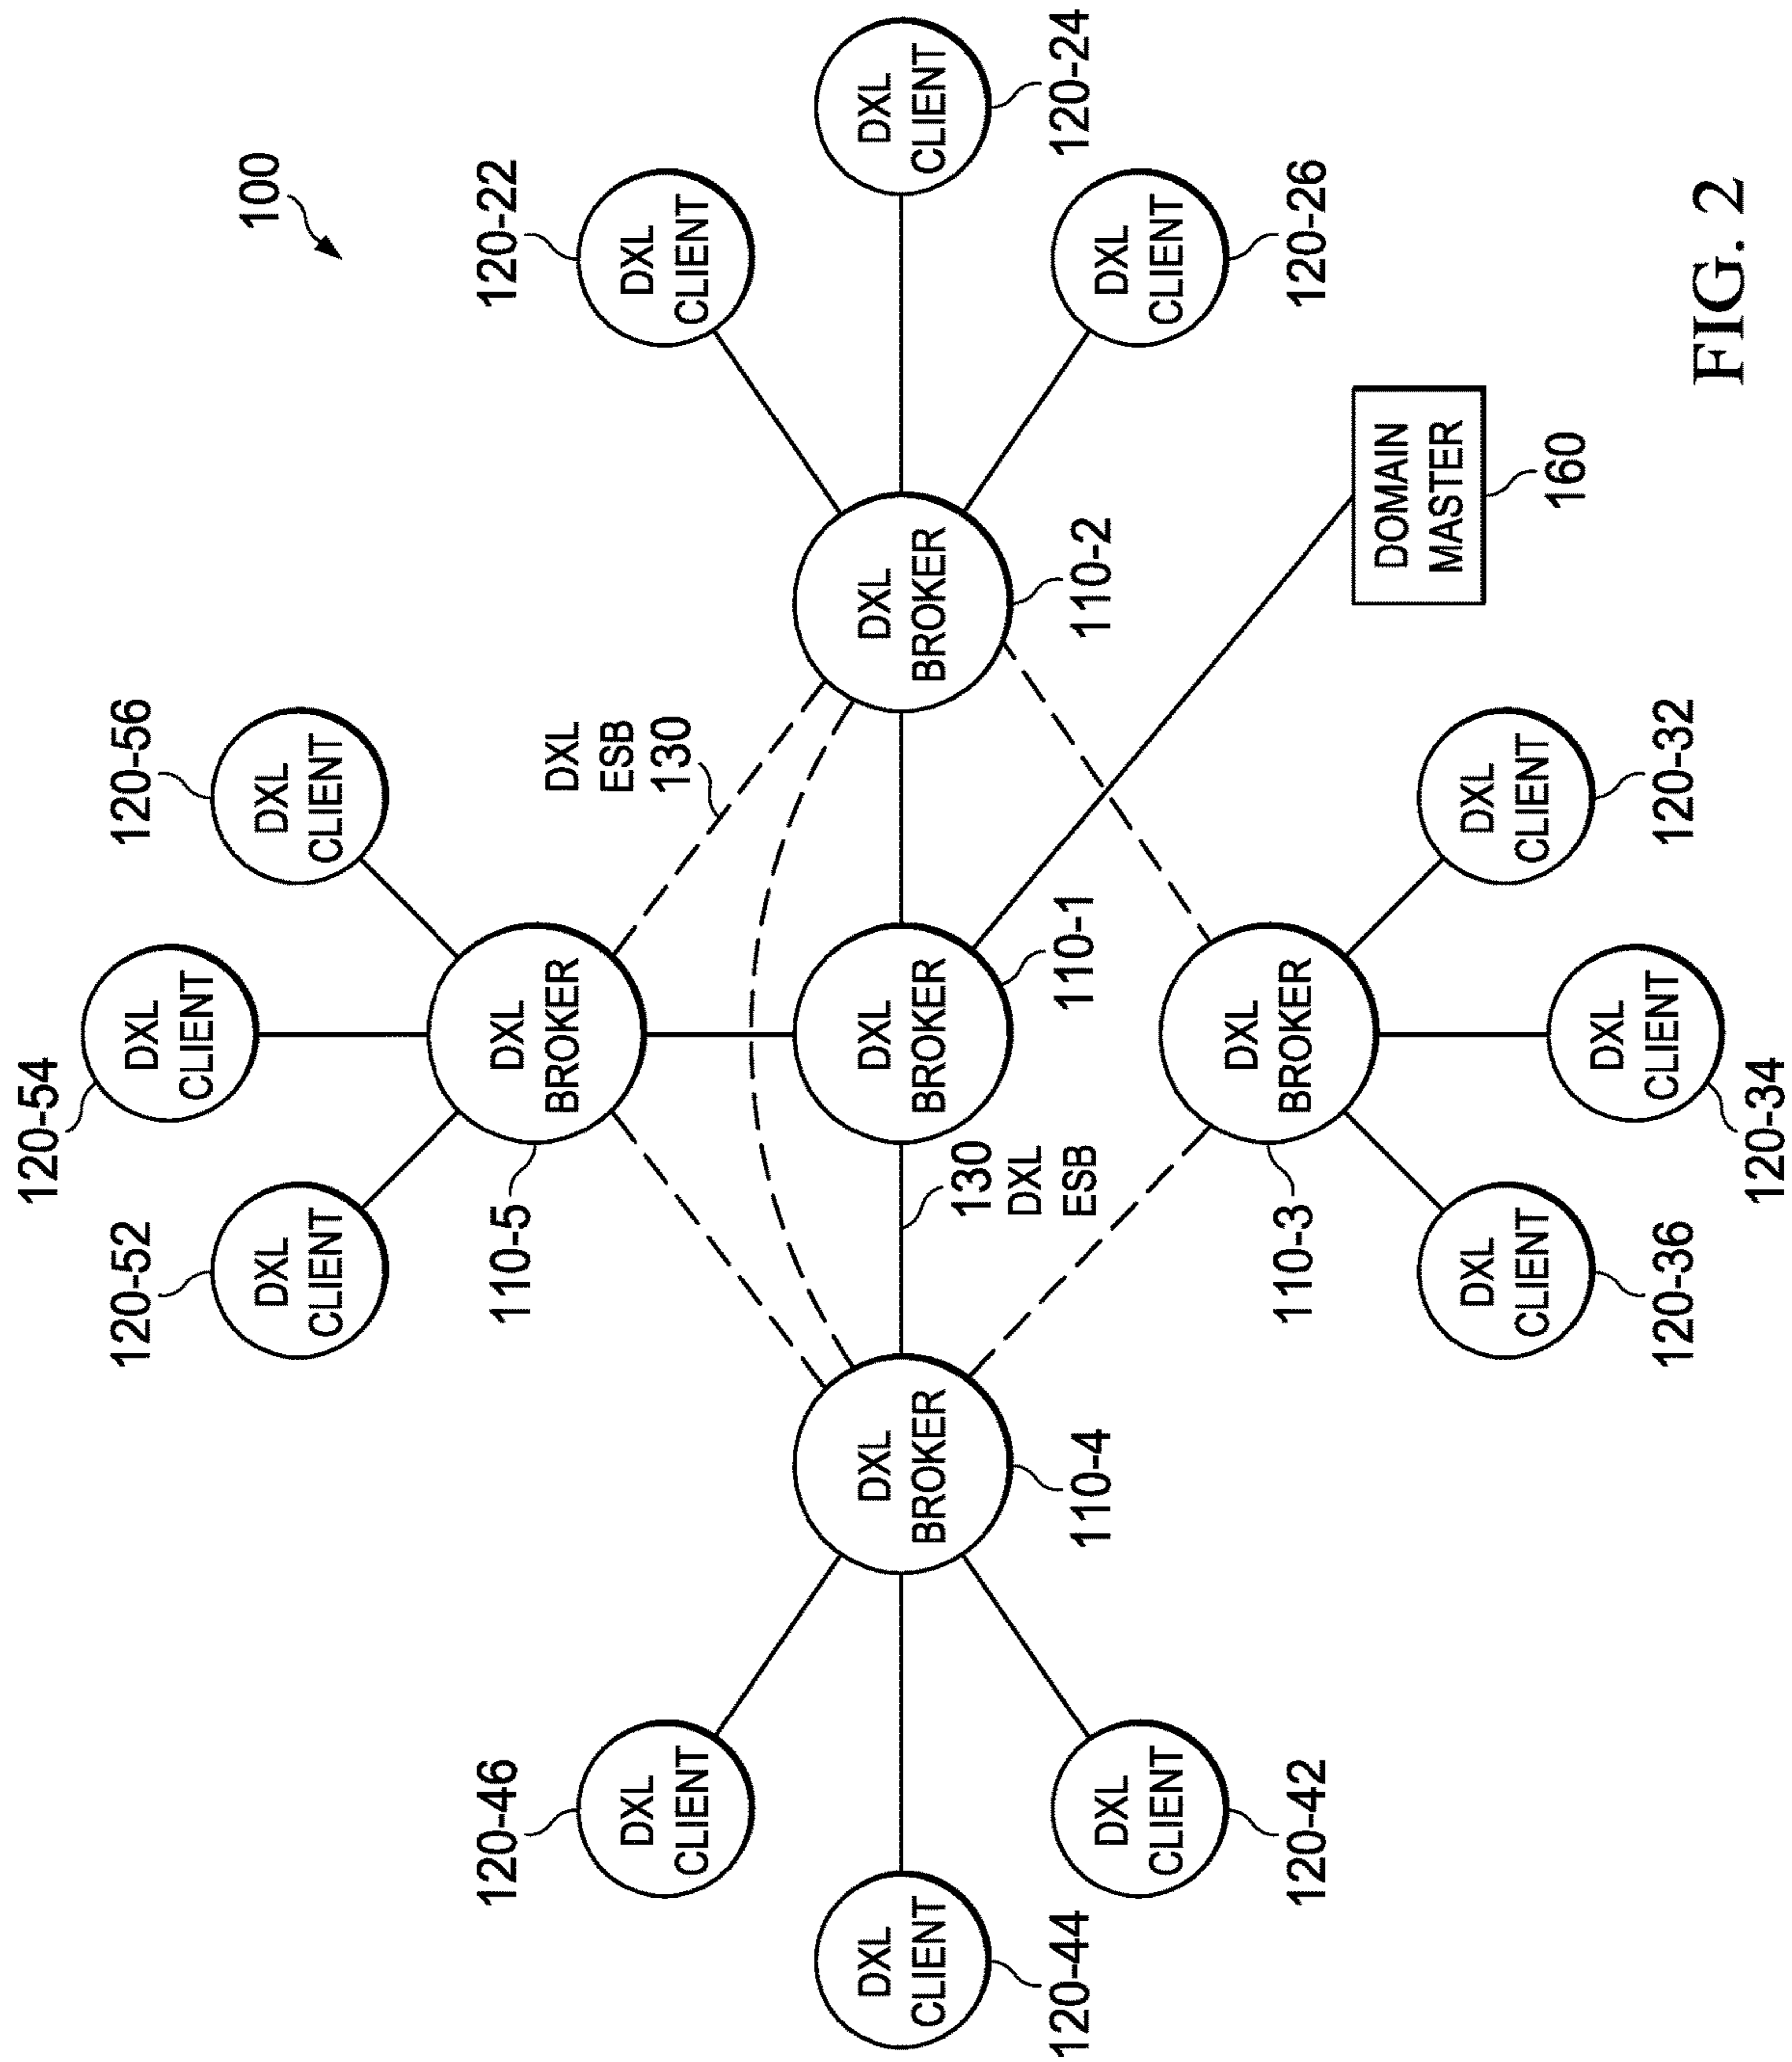 120-54
DXL
CLIENT
120-52
DXL
CLIENT
120-56
DXL
CLIENT
100
110-5
DXL
BROKER
DXL
ESB
130
120-46
DXL
CLIENT
120-22
DXL
CLIENT
DXL
CLIENT
120-44
DXL
BROKER
110-4
130
DXL
ESB
DXL
BROKER
110-1
DXL
BROKER
110-2
DXL
CLIENT
120-24
DXL
CLIENT
120-42
DXL
BROKER
110-3
DXL
CLIENT
120-26
DOMAIN
MASTER
160
DXL
CLIENT
120-36
DXL
CLIENT
120-34
DXL
CLIENT
120-32
FIG. 2